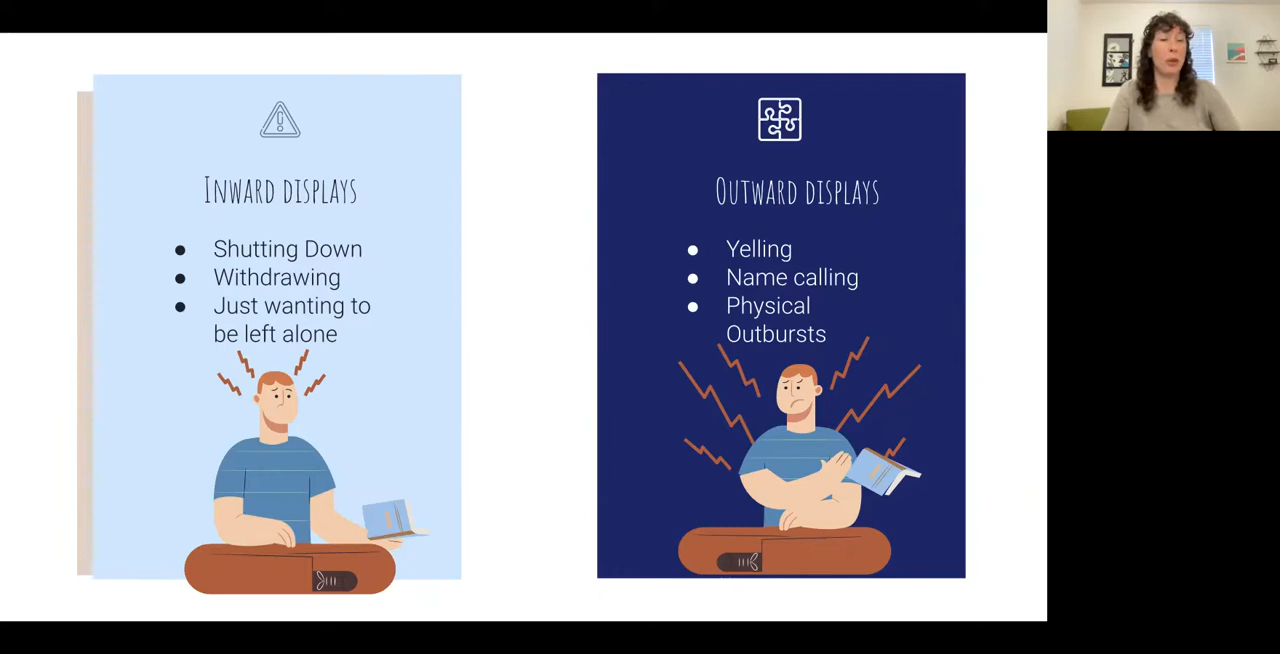 Inward displays
● Shutting Down
● Withdrawing
● Just wanting to
be left alone
Outward displays
● Yelling
● Name calling
● Physical
Outbursts